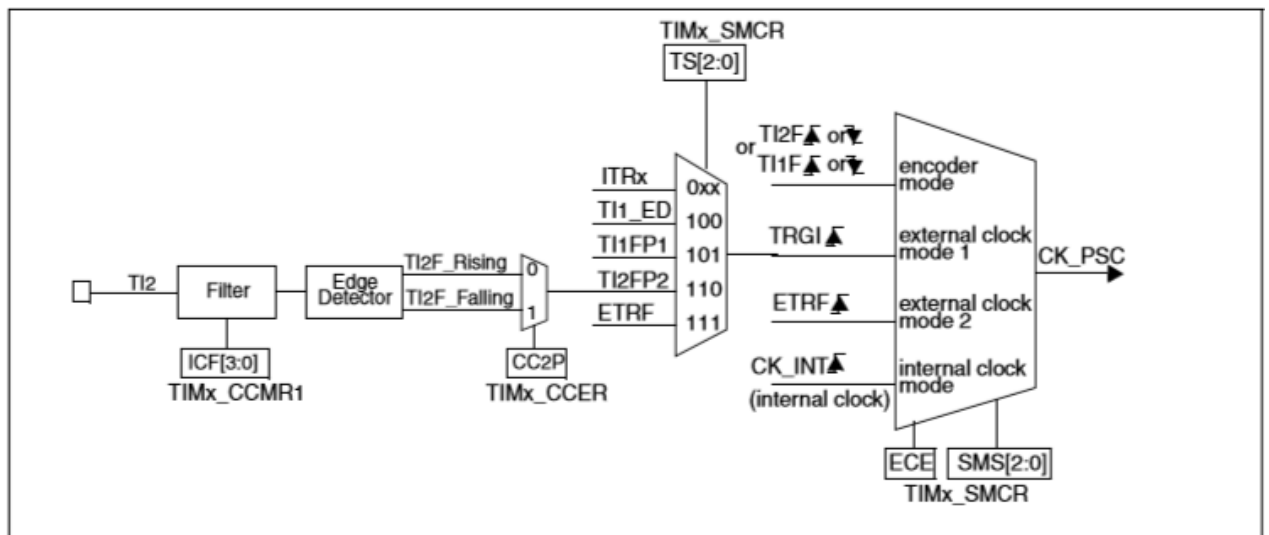 TIMx_SMCR
TS[2:0]
or TI2F or
TI1F or
encoder
mode
ITRx
0xx
TI1_ED
100
TI1FP1
101
TRGI
external clock
mode 1
CK_PSC
TI2
Filter
Edge
Detector
TI2F_Rising
0
TI2F_Falling
1
TI2FP2
110
ETRF
111
ETRF
external clock
mode 2
ICF[3:0]
TIMx_CCMR1
CC2P
TIMx_CCER
CK_INT
(internal clock)
internal clock
mode
ECE
SMS[2:0]
TIMx_SMCR